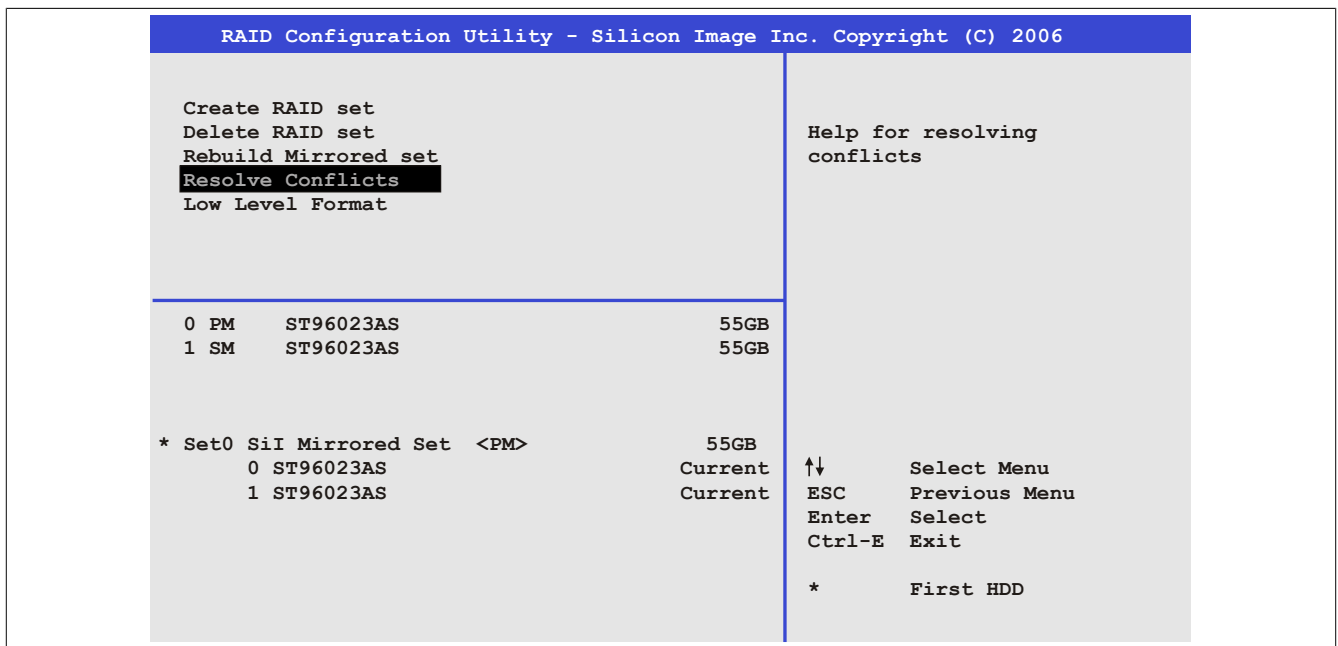 RAID Configuration Utility - Silicon Image Inc. Copyright (C) 2006
Create RAID set
Delete RAID set
Rebuild Mirrored set
Resolve Conflicts
Low Level Format
Help for resolving
conflicts
0 PM ST96023AS 55GB
1 SM ST96023AS 55GB
* Set0 SiI Mirrored Set <PM> 55GB
0 ST96023AS Current
1 ST96023AS Current
↑↓ Select Menu
ESC Previous Menu
Enter Select
Ctrl-E Exit
* First HDD